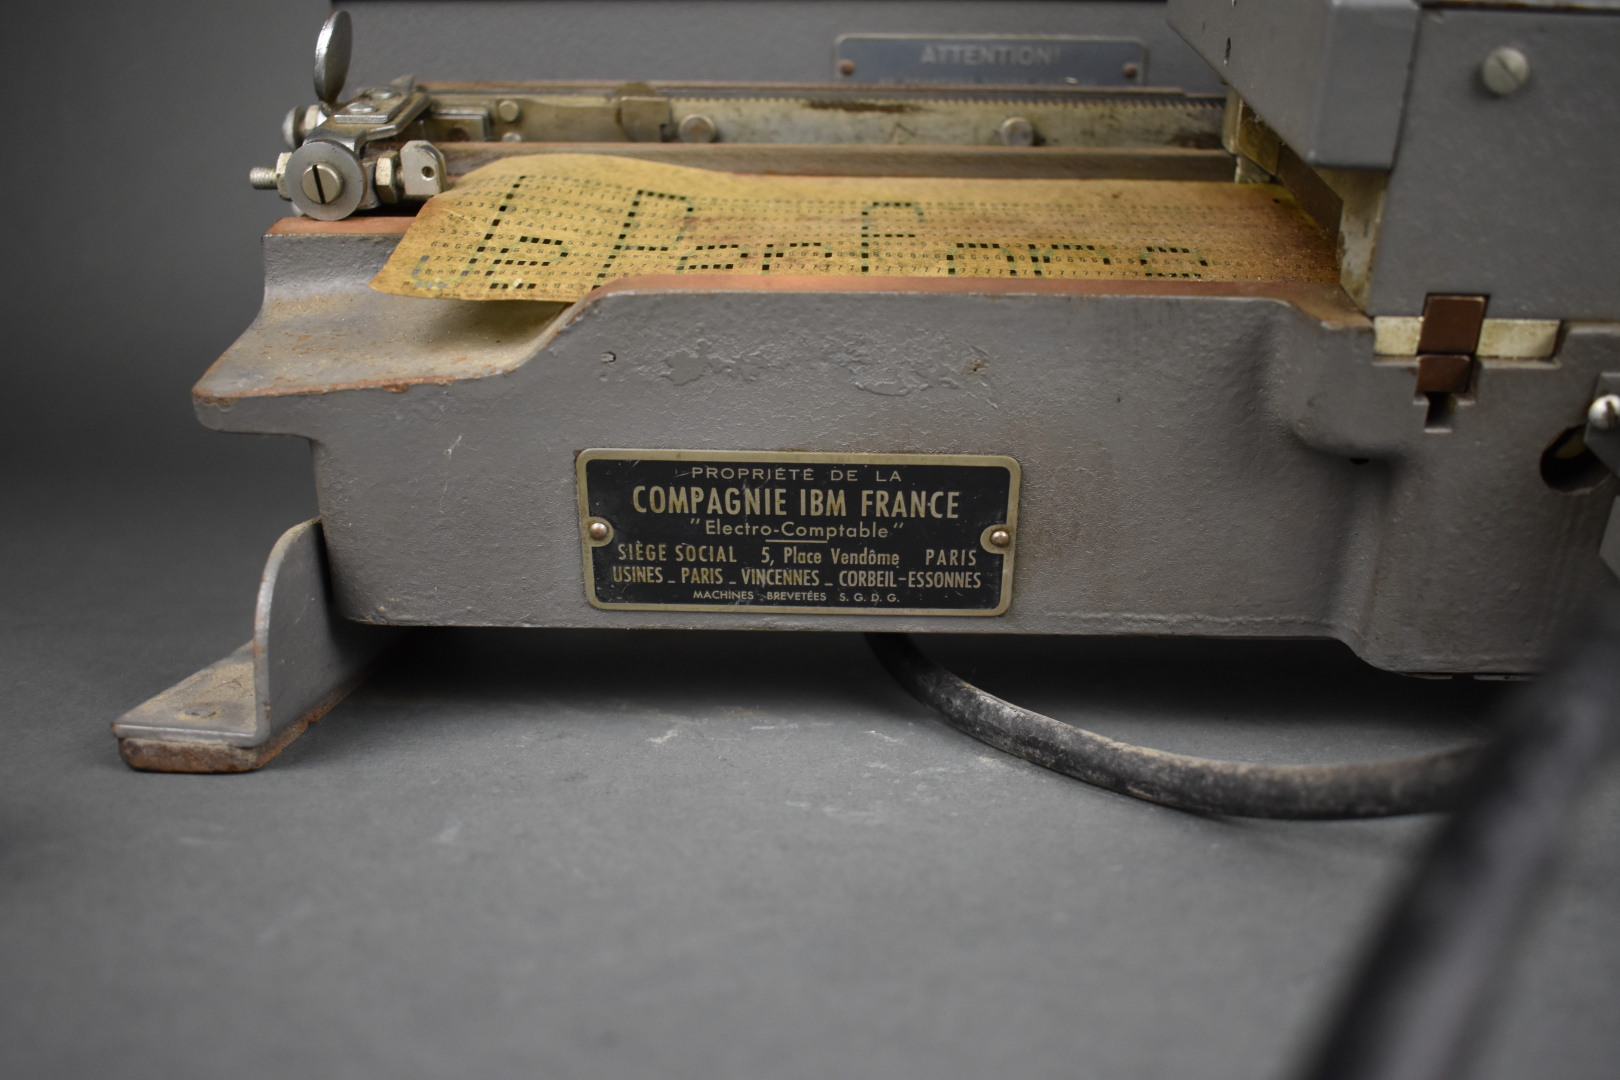 ATTENTION!
PROPRIÉTÉ DE LA
COMPAGNIE IBM FRANCE
"Electro-Comptable"
SIÈGE SOCIAL 5, Place Vendôme PARIS
USINES _ PARIS _ VINCENNES _ CORBEIL-ESSONNES
MACHINES BREVETÉES S. G. D. G.